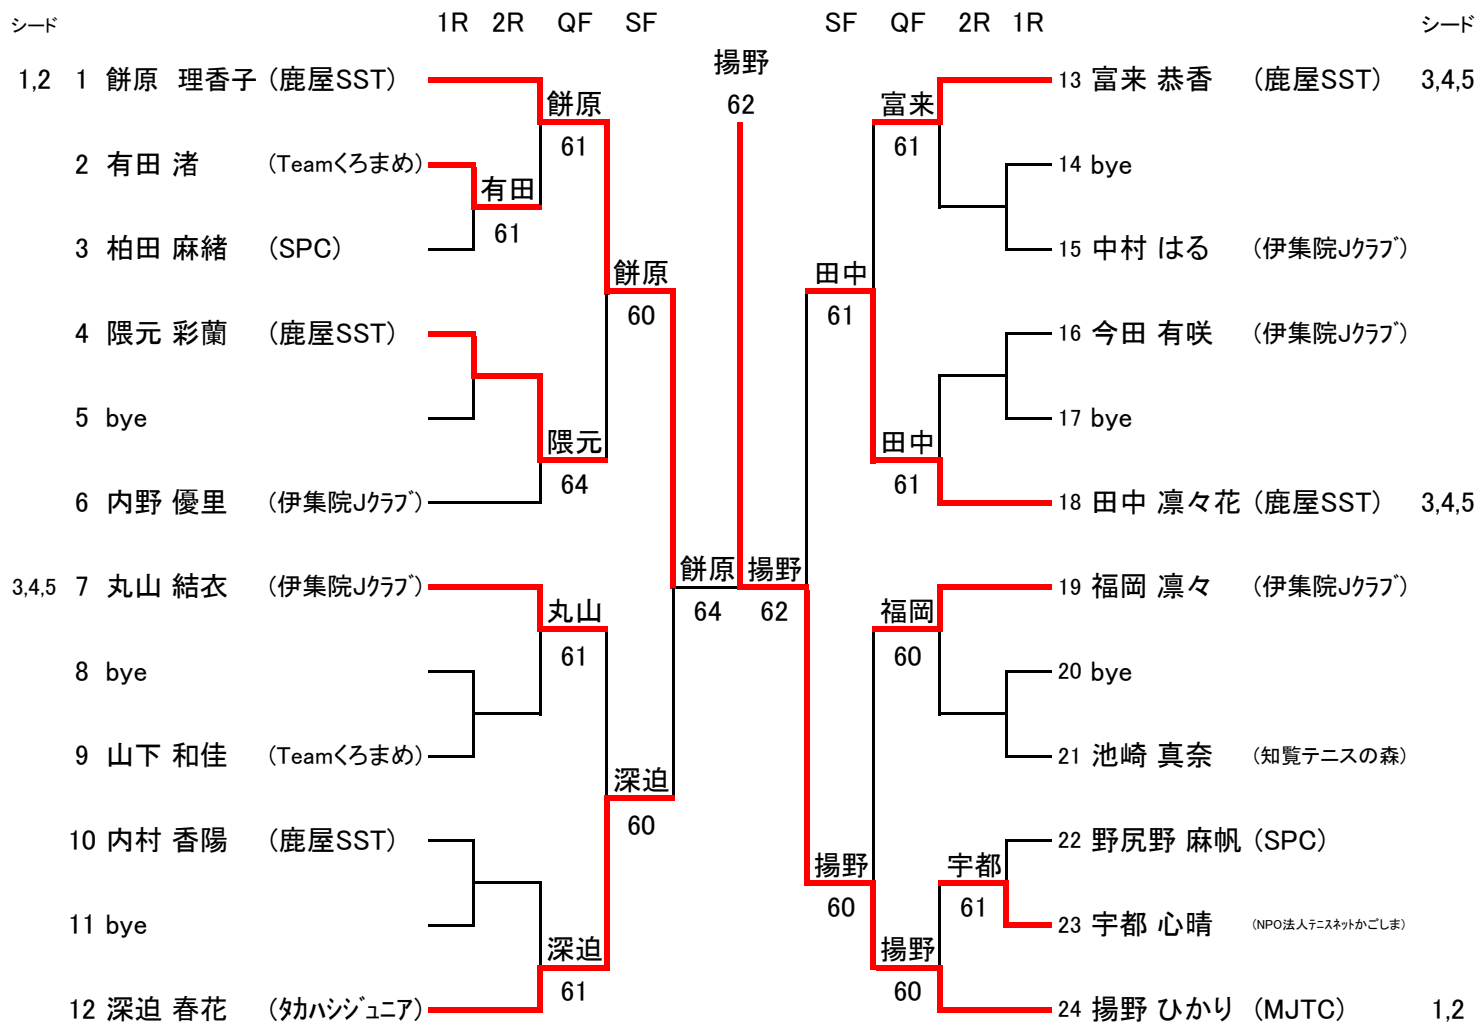 シード 1R 2R QF SF SF QF 2R 1R シード
揚野
1,2 1 餅原 理香子 (鹿屋SST) 13 富来 恭香 (鹿屋SST) 3,4,5
餅原 62 富来
61 61
2 有田 渚 (Teamくろまめ) 14 bye
有田
61
3 柏田 麻緒 (SPC) 15 中村 はる (伊集院Jクラブ)
餅原 田中
60 61
4 隈元 彩蘭 (鹿屋SST) 16 今田 有咲 (伊集院Jクラブ)
5 bye 17 bye
隈元 田中
64 61
6 内野 優里 (伊集院Jクラブ) 18 田中 凛々花 (鹿屋SST) 3,4,5
餅原 揚野
3,4,5 7 丸山 結衣 (伊集院Jクラブ) 19 福岡 凛々 (伊集院Jクラブ)
丸山 64 62 福岡
61 60
8 bye 20 bye
9 山下 和佳 (Teamくろまめ) 21 池崎 真奈 (知覧テニスの森)
深迫
60
10 内村 香陽 (鹿屋SST) 22 野尻野 麻帆 (SPC)
揚野 宇都
60 61
11 bye 23 宇都 心晴 (NPO法人テニスネットかごしま)
深迫 揚野
61 60
12 深迫 春花 (タカハシジュニア) 24 揚野 ひかり (MJTC) 1,2